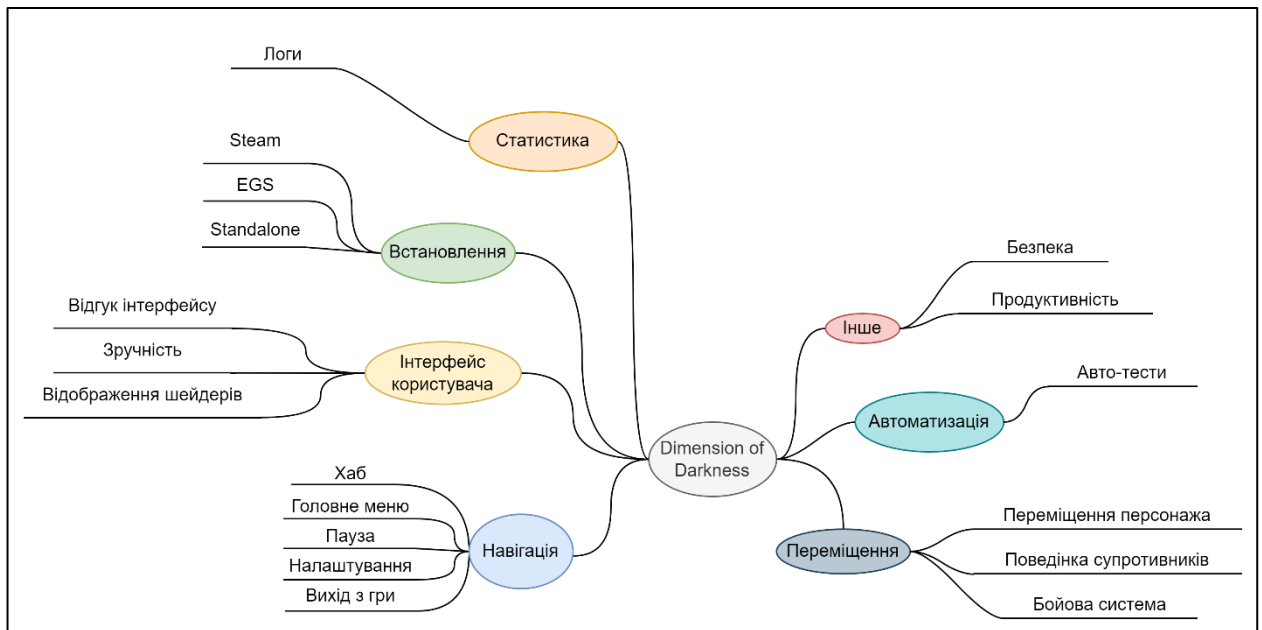 Логи
Статистика
Steam
EGS
Standalone
Встановлення
Відгук інтерфейсу
Зручність
Відображення шейдерів
Інтерфейс
користувача
Хаб
Головне меню
Пауза
Налаштування
Вихід з гри
Навігація
Dimension of
Darkness
Безпека
Продуктивність
Інше
Авто-тести
Автоматизація
Переміщення
Переміщення персонажа
Поведінка супротивників
Бойова система